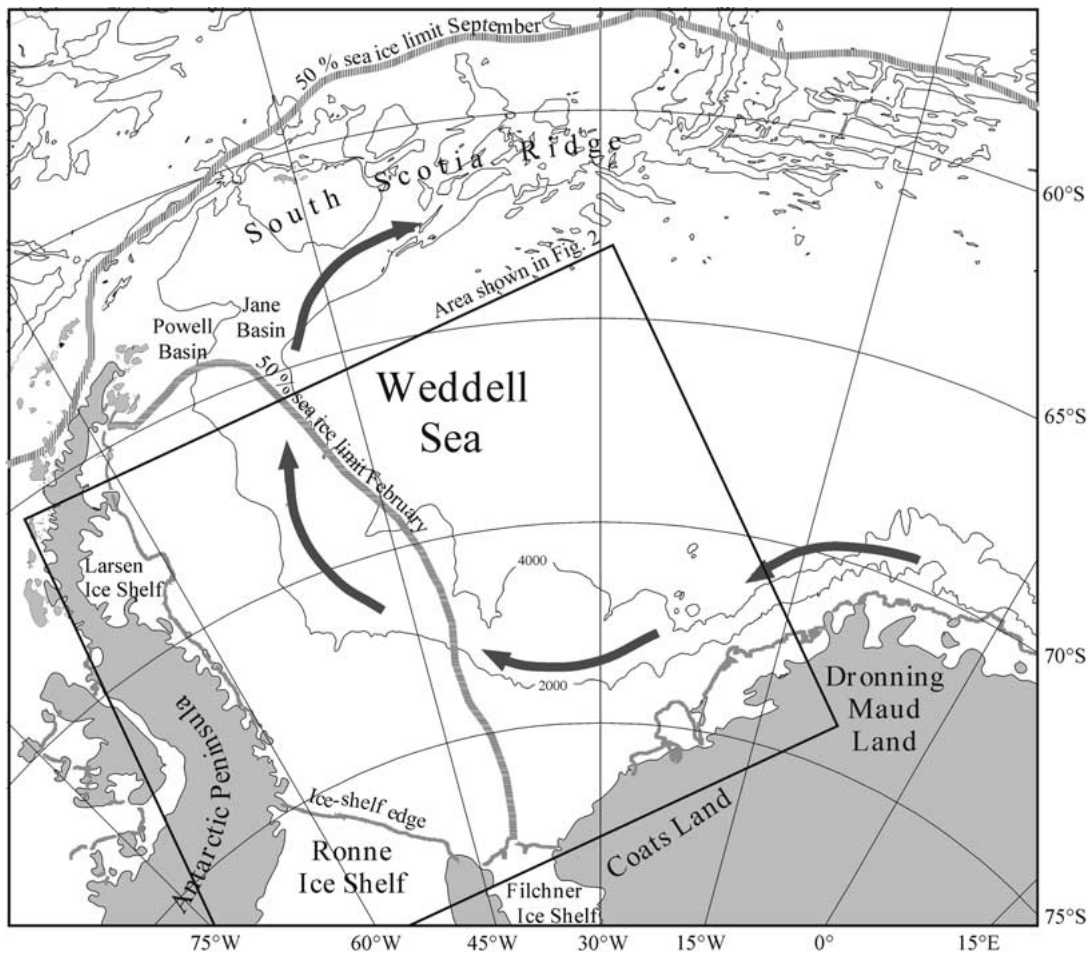 50 % sea ice limit September
South Scotia Ridge
60°S
Area shown in Fig. 2
Jane
Basin
Powell
Basin
50 % sea ice limit February
Weddell
Sea
65°S
Larsen
Ice Shelf
4000
2000
70°S
Dronning
Maud
Land
Antarctic Peninsula
Ice-shelf edge
Ronne
Ice Shelf
Coats Land
Filchner
Ice Shelf
75°S
75°W
60°W
45°W
30°W
15°W
0°
15°E